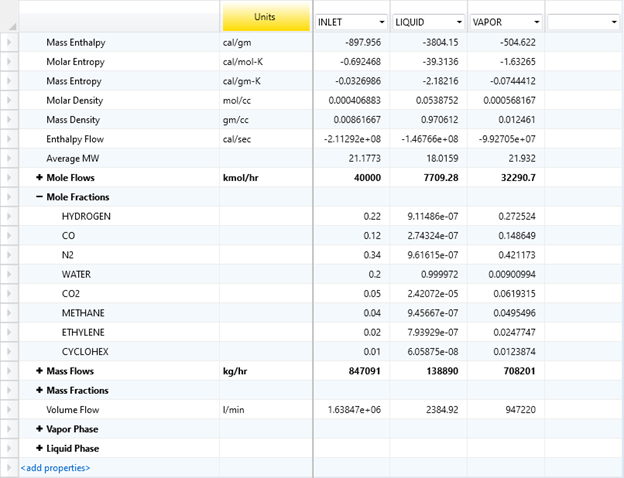 Units INLET LIQUID VAPOR
Mass Enthalpy cal/gm -897.956 -3804.15 -504.622
Molar Entropy cal/mol-K -0.692468 -39.3136 -1.63265
Mass Entropy cal/gm-K -0.0326986 -2.18216 -0.0744412
Molar Density mol/cc 0.000406883 0.0538752 0.000568167
Mass Density gm/cc 0.00861667 0.970612 0.012461
Enthalpy Flow cal/sec -2.11292e+08 -1.46766e+08 -9.92705e+07
Average MW 21.1773 18.0159 21.932
+ Mole Flows kmol/hr 40000 7709.28 32290.7
− Mole Fractions
HYDROGEN 0.22 9.11486e-07 0.272524
CO 0.12 2.74324e-07 0.148649
N2 0.34 9.61615e-07 0.421173
WATER 0.2 0.999972 0.00900994
CO2 0.05 2.42072e-05 0.0619315
METHANE 0.04 9.45667e-07 0.0495496
ETHYLENE 0.02 7.93929e-07 0.0247747
CYCLOHEX 0.01 6.05875e-08 0.0123874
+ Mass Flows kg/hr 847091 138890 708201
+ Mass Fractions
Volume Flow l/min 1.63847e+06 2384.92 947220
+ Vapor Phase
+ Liquid Phase
<add properties>